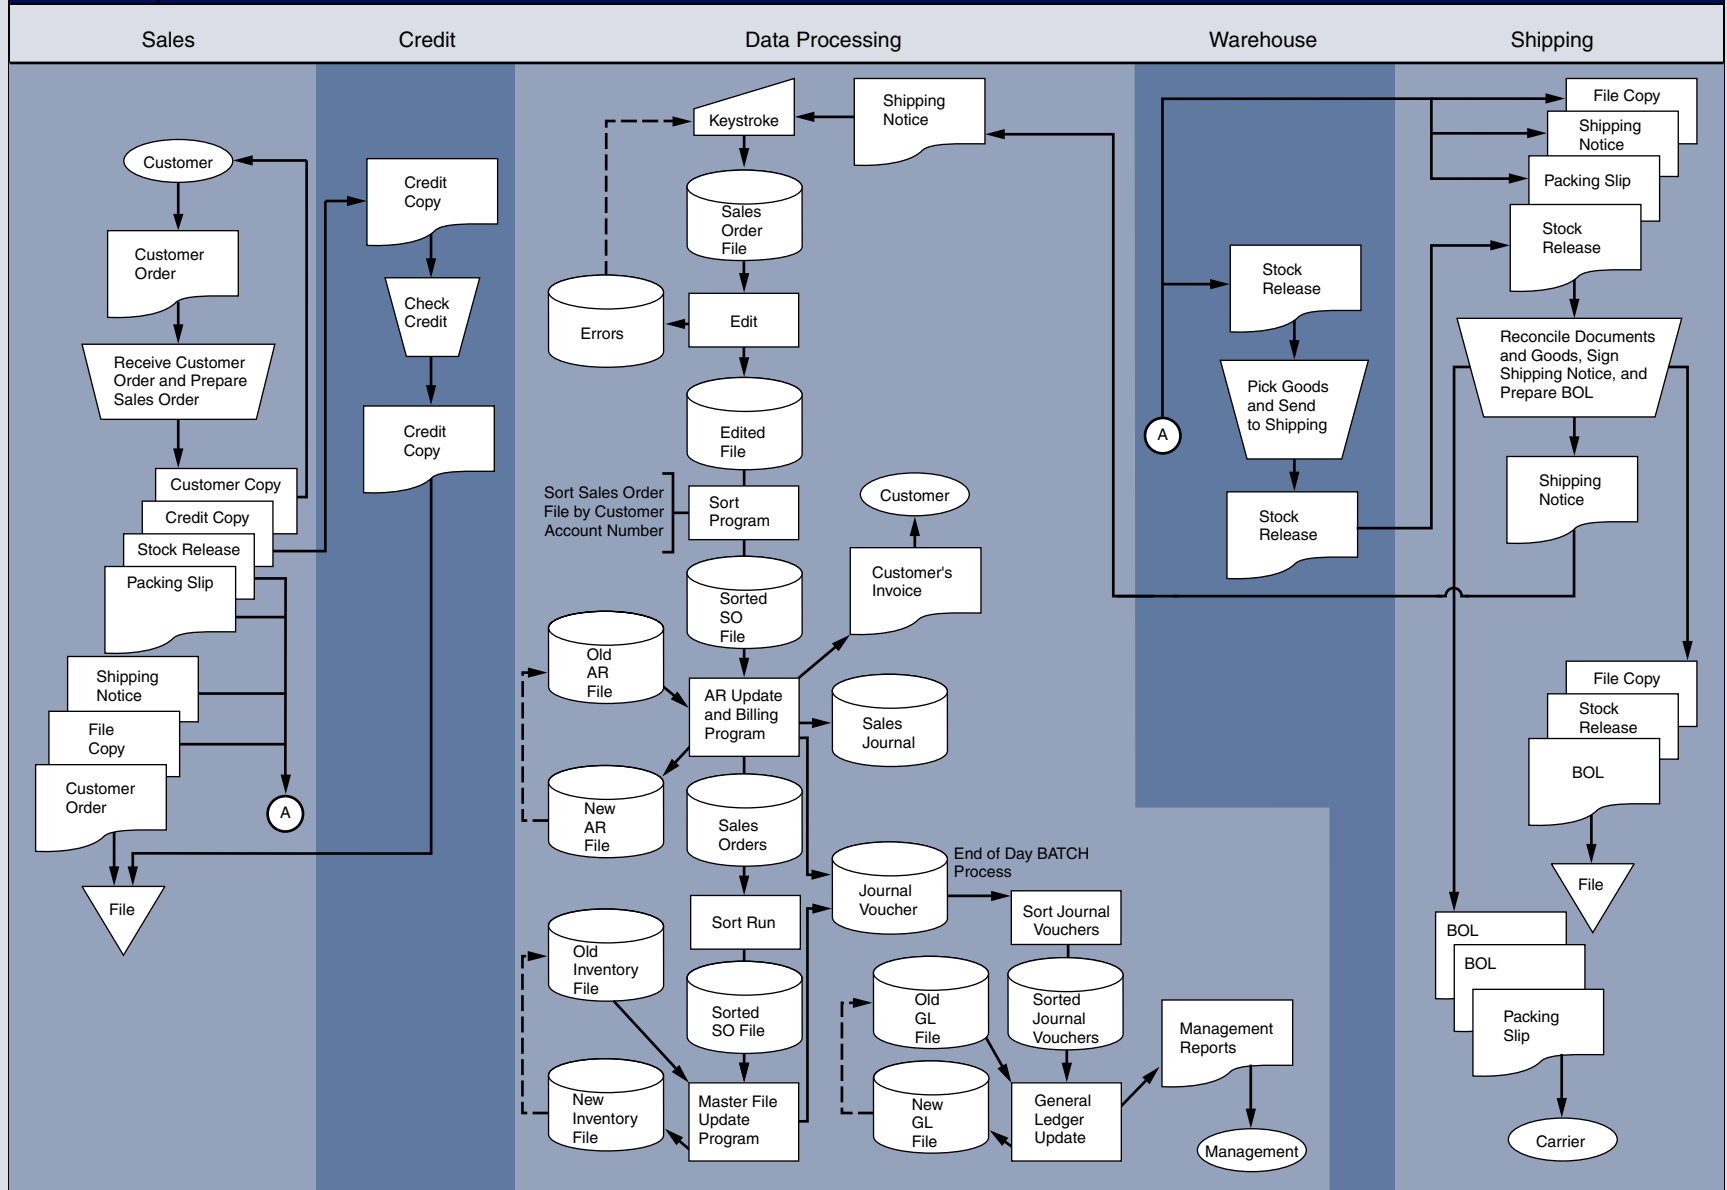 Sales
Credit
Data Processing
Warehouse
Shipping
Customer
Customer
Order
Receive Customer
Order and Prepare
Sales Order
Customer Copy
Credit Copy
Stock Release
Packing Slip
Shipping
Notice
File
Copy
Customer
Order
A
File
Credit
Copy
Check
Credit
Credit
Copy
Keystroke
Shipping
Notice
Sales
Order
File
Errors
Edit
Edited
File
Sort Sales Order
File by Customer
Account Number
Sort
Program
Customer
Customer's
Invoice
Sorted
SO
File
Old
AR
File
AR Update
and Billing
Program
Sales
Journal
New
AR
File
Sales
Orders
Journal
Voucher
End of Day BATCH
Process
Sort Run
Sort Journal
Vouchers
Old
Inventory
File
Sorted
SO File
Old
GL
File
Sorted
Journal
Vouchers
Management
Reports
New
Inventory
File
Master File
Update
Program
New
GL
File
General
Ledger
Update
Management
A
Stock
Release
Pick Goods
and Send
to Shipping
Stock
Release
File Copy
Shipping
Notice
Packing Slip
Stock
Release
Reconcile Documents
and Goods, Sign
Shipping Notice, and
Prepare BOL
Shipping
Notice
File Copy
Stock
Release
BOL
File
BOL
BOL
Packing
Slip
Carrier